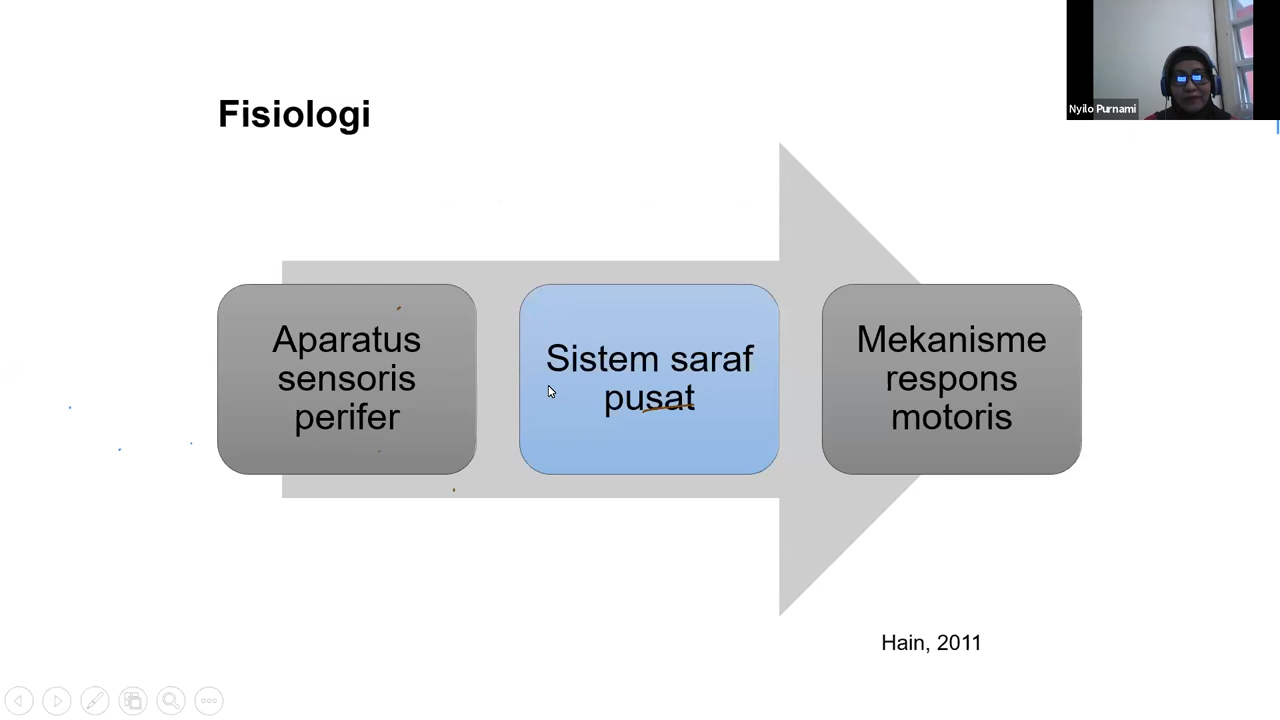 Nyilo Purnami
Fisiologi
Aparatus
sensoris
perifer
Sistem saraf
pusat
Mekanisme
respons
motoris
Hain, 2011